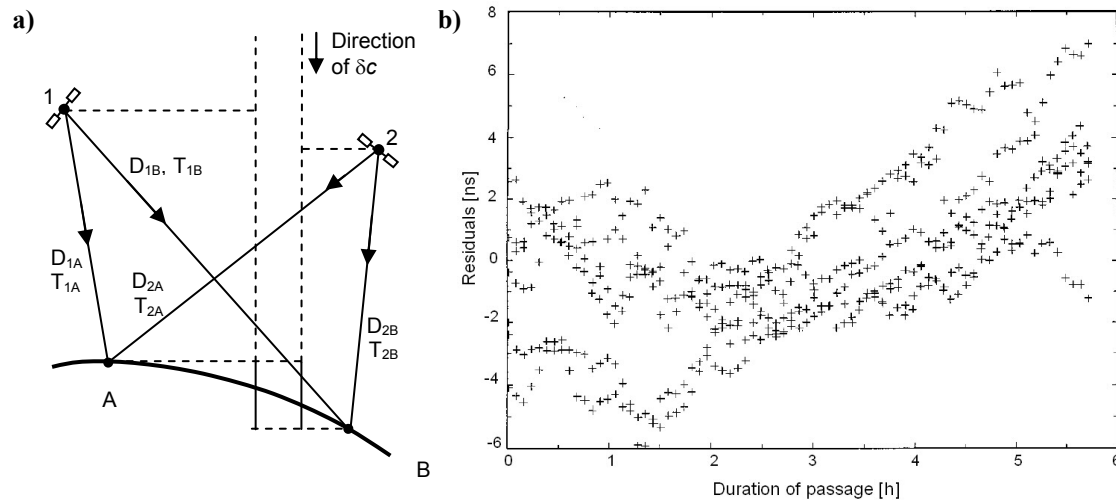 a)
Direction
of δc
1
2
D1B, T1B
D1A
T1A
D2A
T2A
D2B
T2B
A
B
b)
Residuals [ns]
8
6
4
2
0
-2
-4
-6
0
1
2
3
4
5
6
Duration of passage [h]